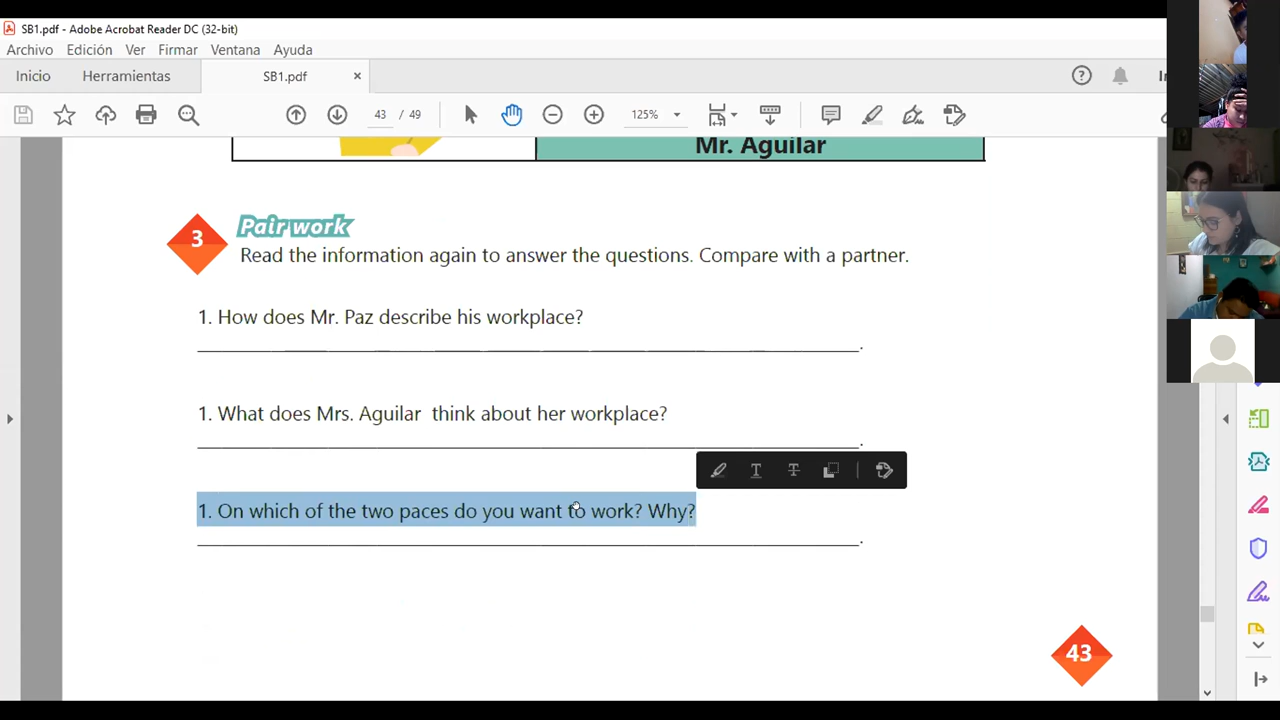 SB1.pdf - Adobe Acrobat Reader DC (32-bit)
Archivo Edición Ver Firmar Ventana Ayuda
Inicio Herramientas SB1.pdf ×
43 / 49 125%
Mr. Aguilar
3 Pair work
Read the information again to answer the questions. Compare with a partner.
1. How does Mr. Paz describe his workplace?
1. What does Mrs. Aguilar think about her workplace?
1. On which of the two paces do you want to work? Why?
43